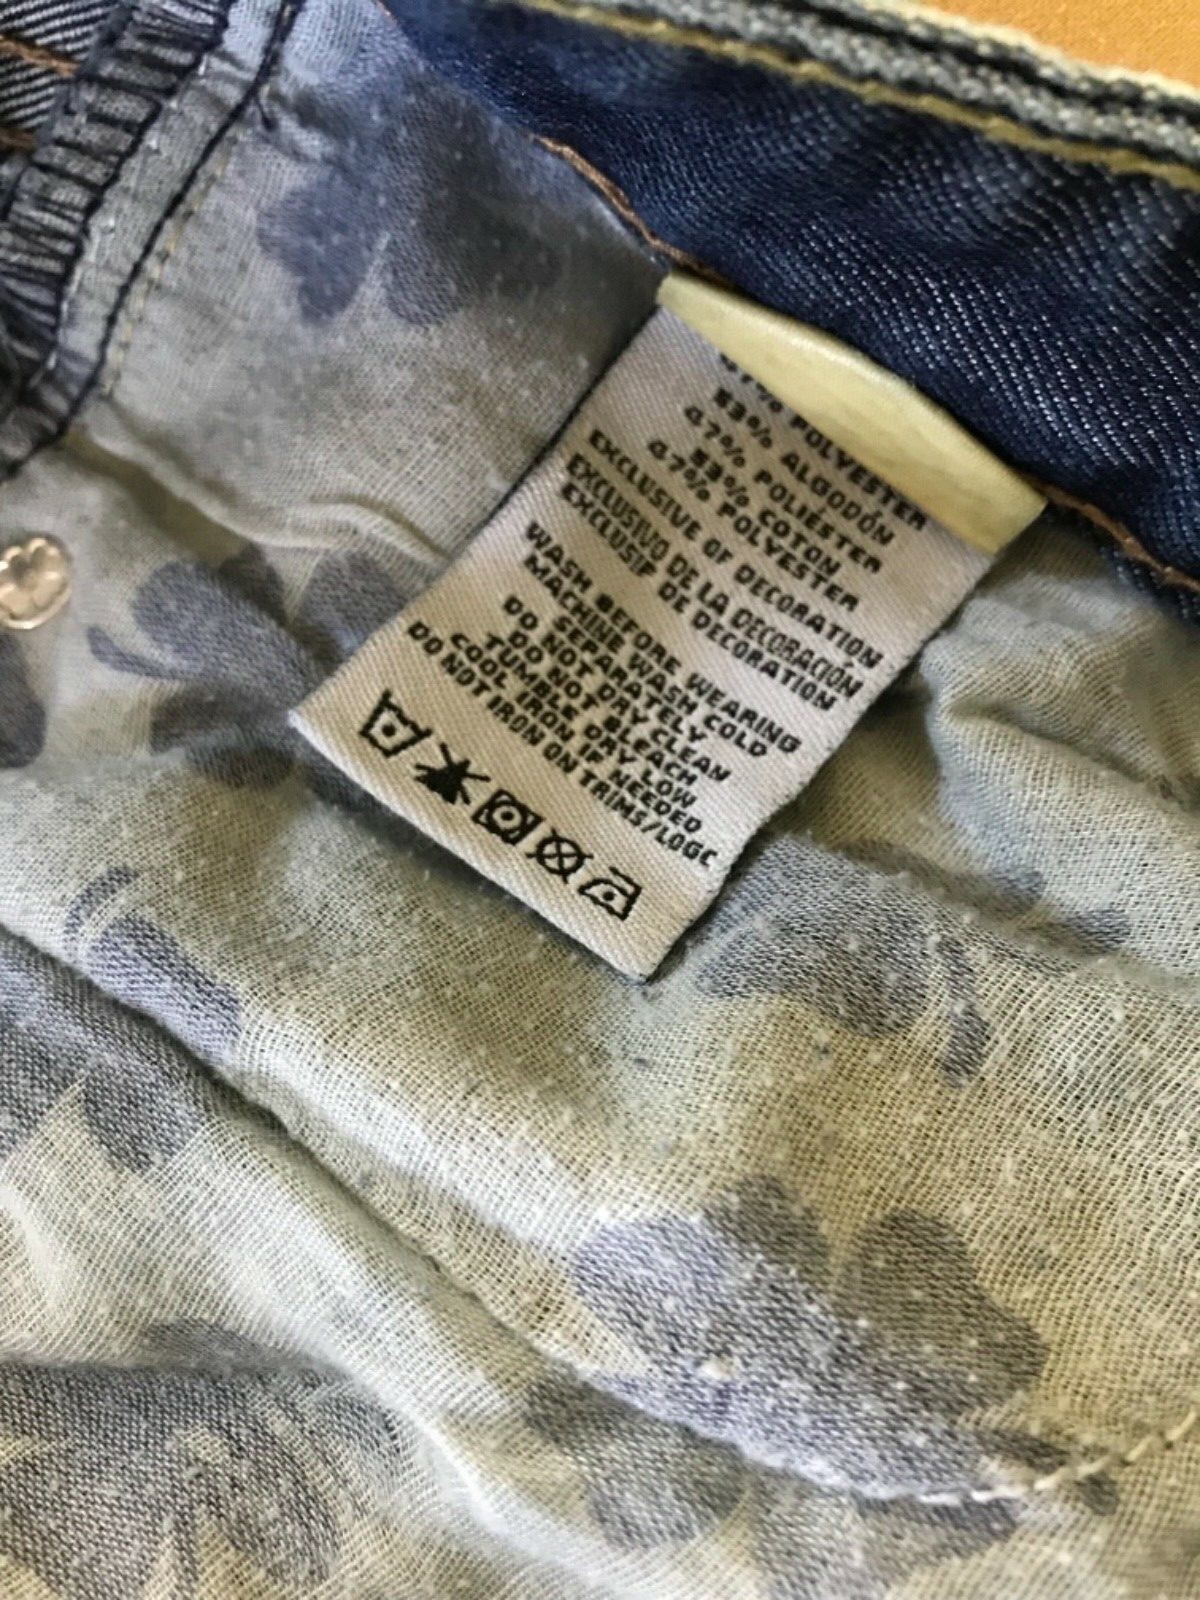 47% POLYESTER
53% ALGODÓN
47% POLIÉSTER
53% COTON
47% POLYESTER
EXCLUSIVE OF DECORATION
EXCLUSIVO DE LA DECORACIÓN
EXCLUSIF DE DECORATION
WASH BEFORE WEARING
MACHINE WASH COLD
SEPARATELY
DO NOT DRY CLEAN
DO NOT BLEACH
TUMBLE DRY LOW
COOL IRON IF NEEDED
DO NOT IRON ON TRIMS/LOGC